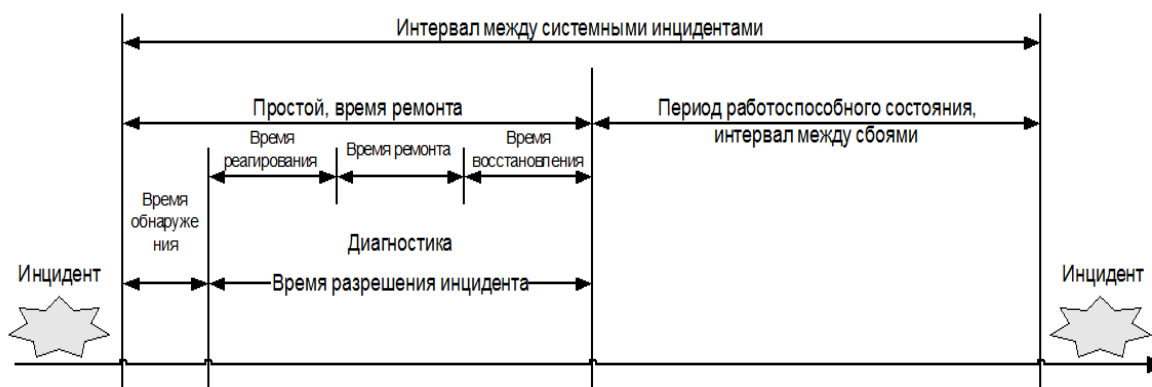 Интервал между системными инцидентами
Простой, время ремонта
Период работоспособного состояния,
интервал между сбоями
Время
реагирования
Время ремонта
Время
восстановления
Время
обнаруже
ния
Диагностика
Время разрешения инцидента
Инцидент
Инцидент